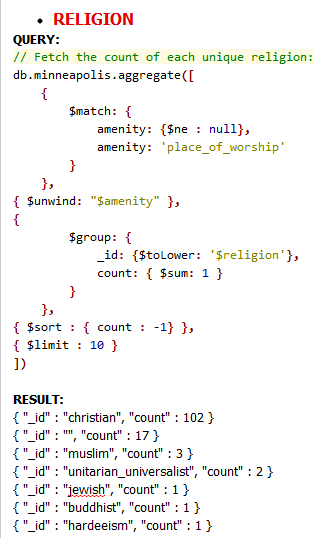 • RELIGION
QUERY:
// Fetch the count of each unique religion:
db.minneapolis.aggregate([
{
$match: {
amenity: {$ne : null},
amenity: 'place_of_worship'
}
},
{ $unwind: "$amenity" },
{
$group: {
_id: {$toLower: '$religion'},
count: { $sum: 1 }
}
},
{ $sort : { count : -1} },
{ $limit : 10 }
])
RESULT:
{ "_id" : "christian", "count" : 102 }
{ "_id" : "", "count" : 17 }
{ "_id" : "muslim", "count" : 3 }
{ "_id" : "unitarian_universalist", "count" : 2 }
{ "_id" : "jewish", "count" : 1 }
{ "_id" : "buddhist", "count" : 1 }
{ "_id" : "hardeeism", "count" : 1 }